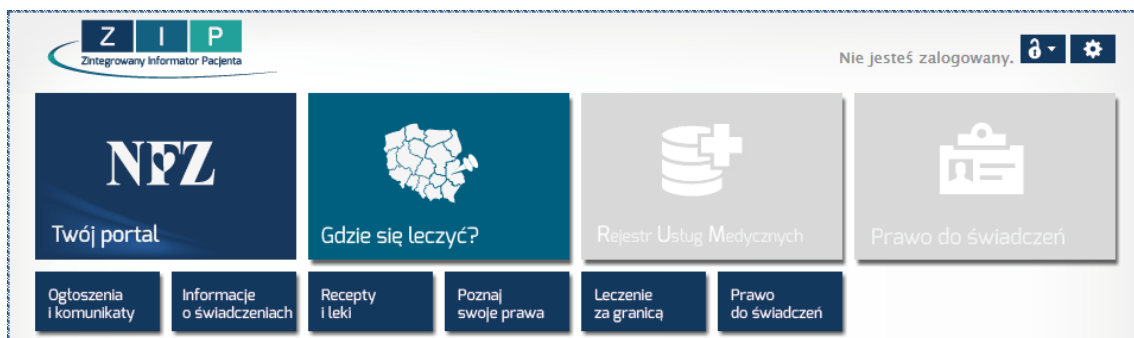 Z I P
Zintegrowany Informator Pacjenta
Nie jesteś zalogowany.
NFZ
Twój portal
Gdzie się leczyć?
Rejestr Usług Medycznych
Prawo do świadczeń
Ogłoszenia
i komunikaty
Informacje
o świadczeniach
Recepty
i leki
Poznaj
swoje prawa
Leczenie
za granicą
Prawo
do świadczeń